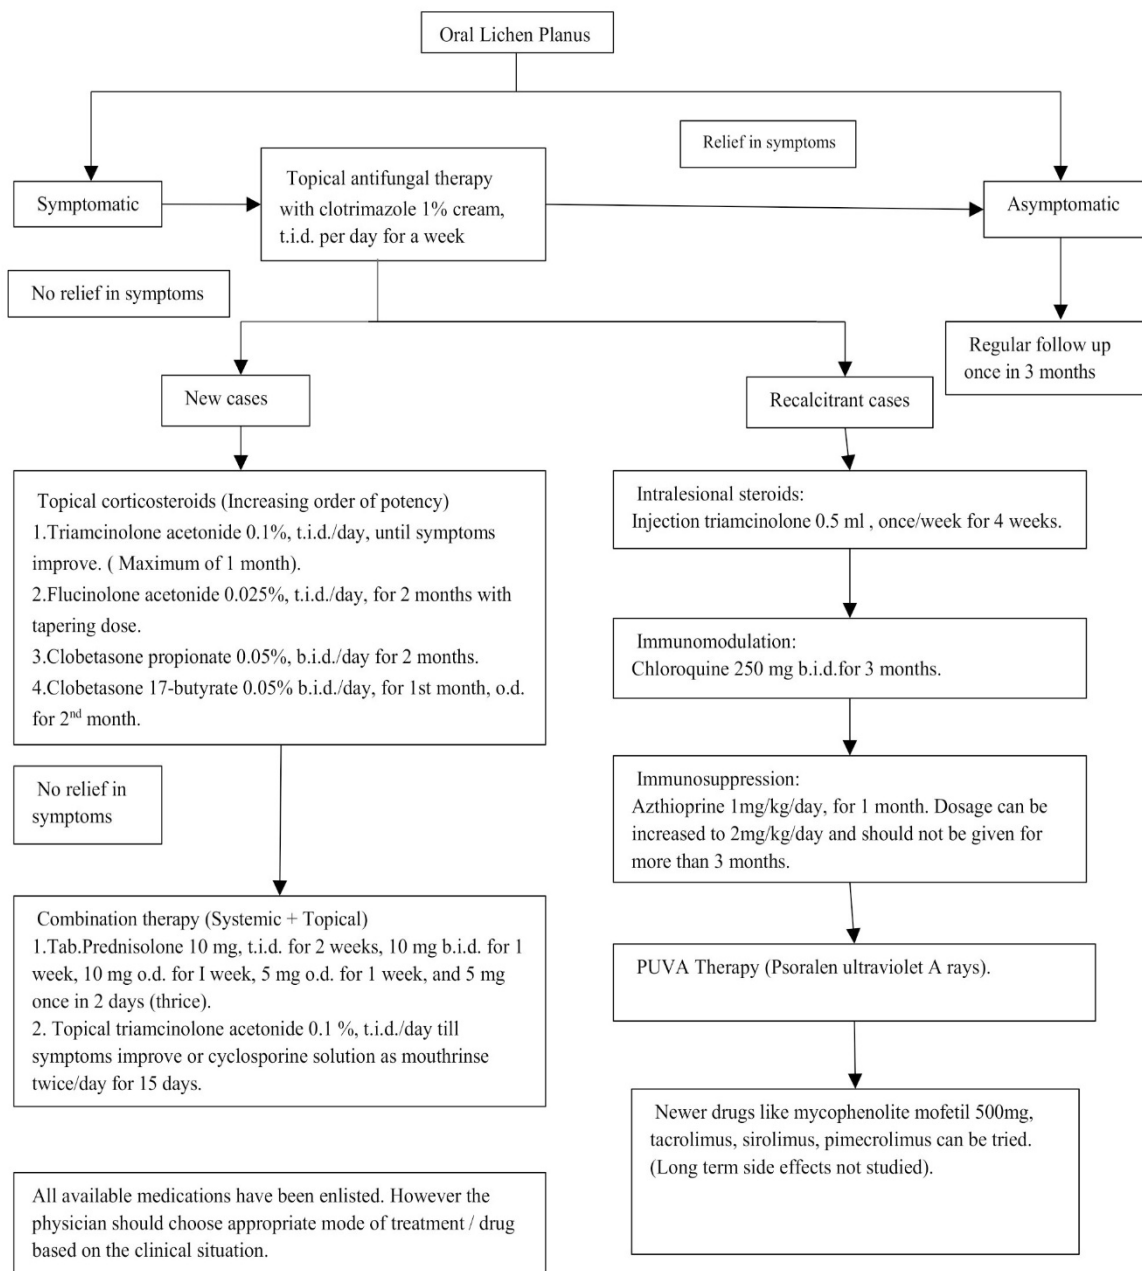 Oral Lichen Planus
Relief in symptoms
Symptomatic
Topical antifungal therapy
with clotrimazole 1% cream,
t.i.d. per day for a week
Asymptomatic
No relief in symptoms
Regular follow up
once in 3 months
New cases
Recalcitrant cases
Topical corticosteroids (Increasing order of potency)
1.Triamcinolone acetonide 0.1%, t.i.d./day, until symptoms
improve. ( Maximum of 1 month).
2.Flucinolone acetonide 0.025%, t.i.d./day, for 2 months with
tapering dose.
3.Clobetasone propionate 0.05%, b.i.d./day for 2 months.
4.Clobetasone 17-butyrate 0.05% b.i.d./day, for 1st month, o.d.
for 2nd month.
Intralesional steroids:
Injection triamcinolone 0.5 ml , once/week for 4 weeks.
Immunomodulation:
Chloroquine 250 mg b.i.d.for 3 months.
No relief in
symptoms
Immunosuppression:
Azthioprine 1mg/kg/day, for 1 month. Dosage can be
increased to 2mg/kg/day and should not be given for
more than 3 months.
Combination therapy (Systemic + Topical)
1.Tab.Prednisolone 10 mg, t.i.d. for 2 weeks, 10 mg b.i.d. for 1
week, 10 mg o.d. for I week, 5 mg o.d. for 1 week, and 5 mg
once in 2 days (thrice).
2. Topical triamcinolone acetonide 0.1 %, t.i.d./day till
symptoms improve or cyclosporine solution as mouthrinse
twice/day for 15 days.
PUVA Therapy (Psoralen ultraviolet A rays).
Newer drugs like mycophenolite mofetil 500mg,
tacrolimus, sirolimus, pimecrolimus can be tried.
(Long term side effects not studied).
All available medications have been enlisted. However the
physician should choose appropriate mode of treatment / drug
based on the clinical situation.